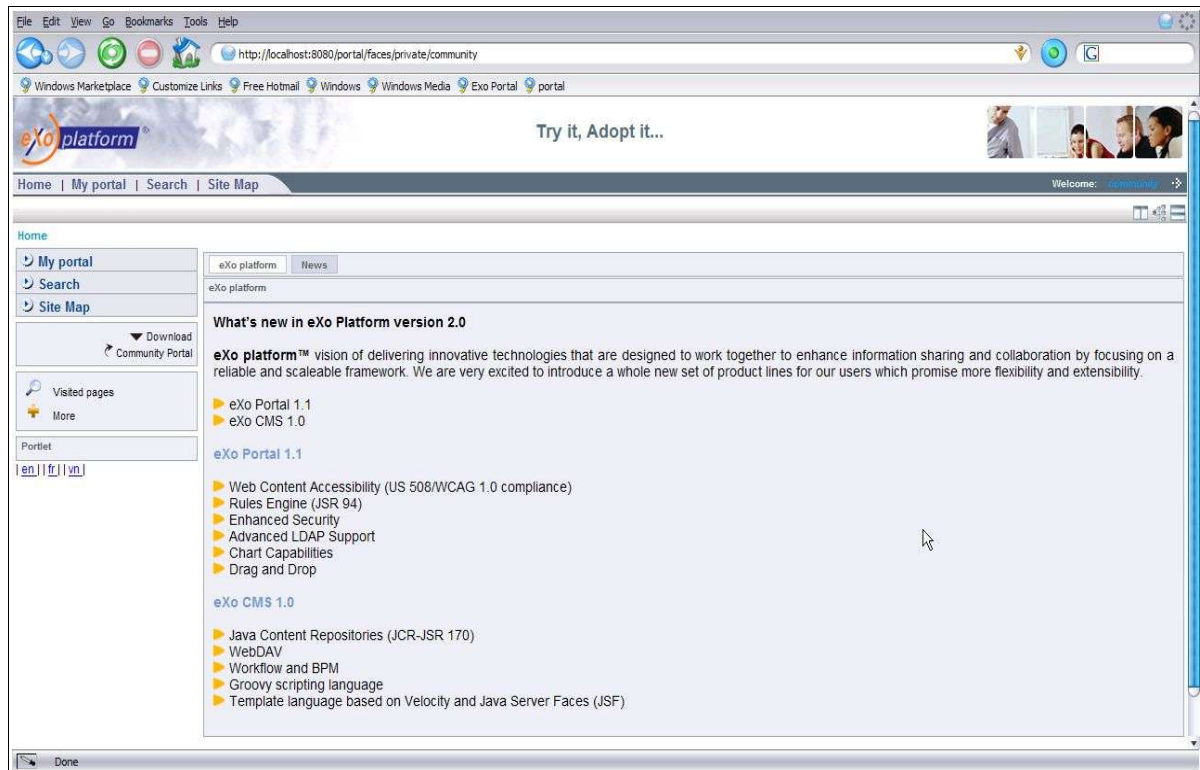 File Edit View Go Bookmarks Tools Help
http://localhost:8080/portal/faces/private/community
G
Windows Marketplace Customize Links Free Hotmail Windows Windows Media Exo Portal portal
eXo platform ®
Try it, Adopt it...
Home | My portal | Search | Site Map
Welcome: community
Home
My portal
Search
Site Map
Download
Community Portal
Visited pages
More
Portlet
| en | | fr | | vn |
eXo platform News
eXo platform
What's new in eXo Platform version 2.0
eXo platform™ vision of delivering innovative technologies that are designed to work together to enhance information sharing and collaboration by focusing on a
reliable and scaleable framework. We are very excited to introduce a whole new set of product lines for our users which promise more flexibility and extensibility.
eXo Portal 1.1
eXo CMS 1.0
eXo Portal 1.1
Web Content Accessibility (US 508/WCAG 1.0 compliance)
Rules Engine (JSR 94)
Enhanced Security
Advanced LDAP Support
Chart Capabilities
Drag and Drop
eXo CMS 1.0
Java Content Repositories (JCR-JSR 170)
WebDAV
Workflow and BPM
Groovy scripting language
Template language based on Velocity and Java Server Faces (JSF)
Done